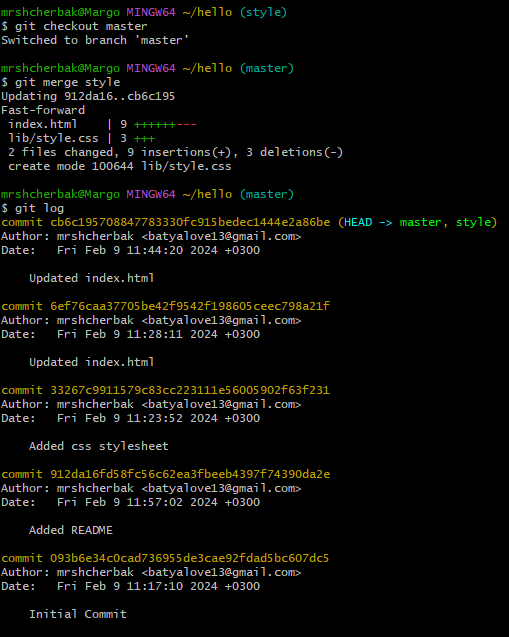 mrshcherbak@Margo MINGW64 ~/hello (style)
$ git checkout master
Switched to branch 'master'
mrshcherbak@Margo MINGW64 ~/hello (master)
$ git merge style
Updating 912da16..cb6c195
Fast-forward
 index.html    | 9 ++++++---
 lib/style.css | 3 +++
 2 files changed, 9 insertions(+), 3 deletions(-)
 create mode 100644 lib/style.css
mrshcherbak@Margo MINGW64 ~/hello (master)
$ git log
commit cb6c195708847783330fc915bedec1444e2a86be (HEAD -> master, style)
Author: mrshcherbak <batyalove13@gmail.com>
Date:   Fri Feb 9 11:44:20 2024 +0300
    Updated index.html
commit 6ef76caa37705be42f9542f198605ceec798a21f
Author: mrshcherbak <batyalove13@gmail.com>
Date:   Fri Feb 9 11:28:11 2024 +0300
    Updated index.html
commit 33267c9911579c83cc223111e56005902f63f231
Author: mrshcherbak <batyalove13@gmail.com>
Date:   Fri Feb 9 11:23:52 2024 +0300
    Added css stylesheet
commit 912da16fd58fc56c62ea3fbeeb4397f74390da2e
Author: mrshcherbak <batyalove13@gmail.com>
Date:   Fri Feb 9 11:57:02 2024 +0300
    Added README
commit 093b6e34c0cad736955de3cae92fdad5bc607dc5
Author: mrshcherbak <batyalove13@gmail.com>
Date:   Fri Feb 9 11:17:10 2024 +0300
    Initial Commit